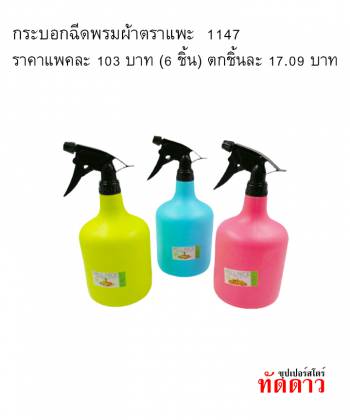 กระบอกฉีดพรมผ้าตราแพะ 1147
ราคาแพคละ 103 บาท (6 ชิ้น) ตกชิ้นละ 17.09 บาท
ซุปเปอร์สโตร์
ทัดดาว